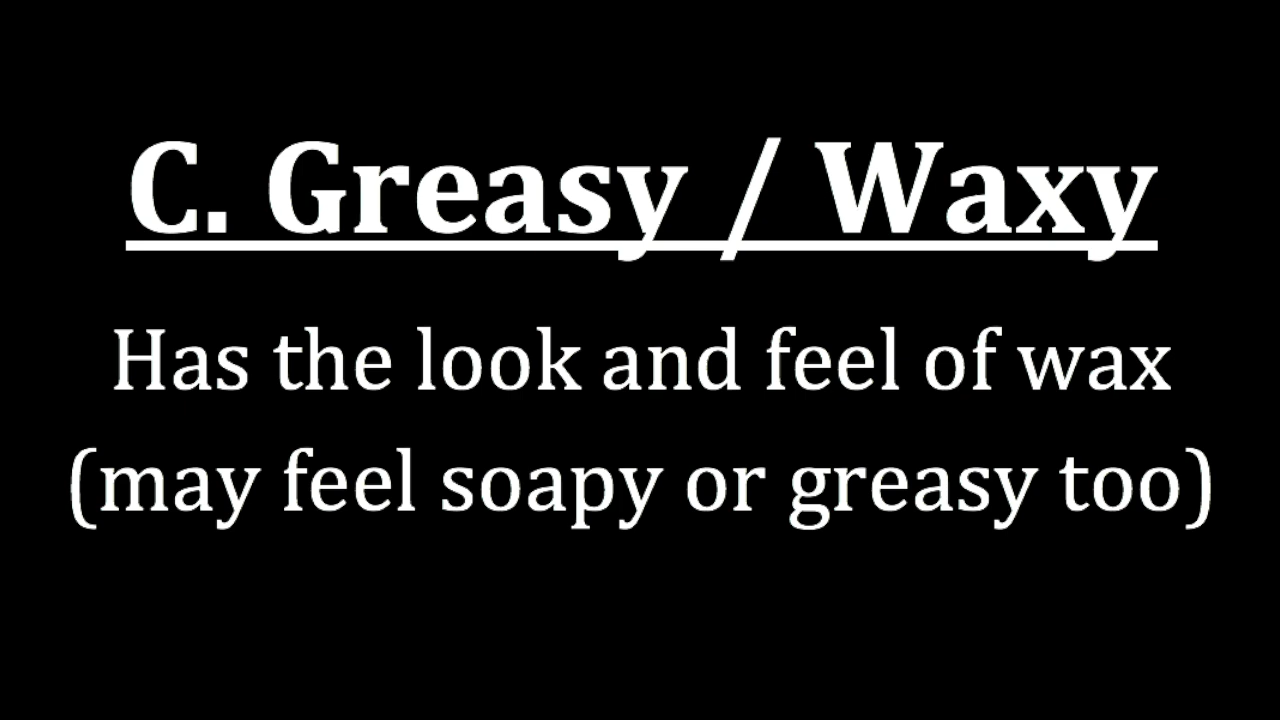 C. Greasy / Waxy
Has the look and feel of wax
(may feel soapy or greasy too)